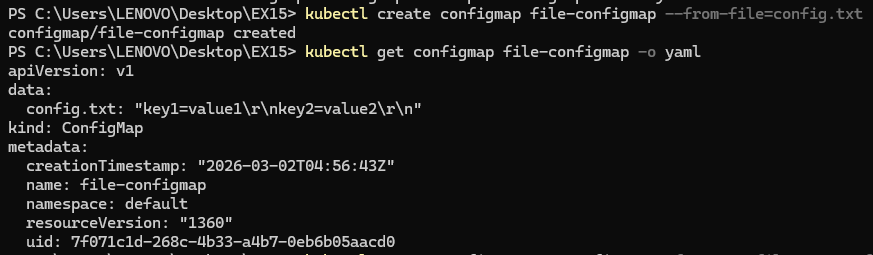 PS C:\Users\LENOVO\Desktop\EX15> kubectl create configmap file-configmap --from-file=config.txt
configmap/file-configmap created
PS C:\Users\LENOVO\Desktop\EX15> kubectl get configmap file-configmap -o yaml
apiVersion: v1
data:
  config.txt: "key1=value1\r\nkey2=value2\r\n"
kind: ConfigMap
metadata:
  creationTimestamp: "2026-03-02T04:56:43Z"
  name: file-configmap
  namespace: default
  resourceVersion: "1360"
  uid: 7f071c1d-268c-4b33-a4b7-0eb6b05aacd0